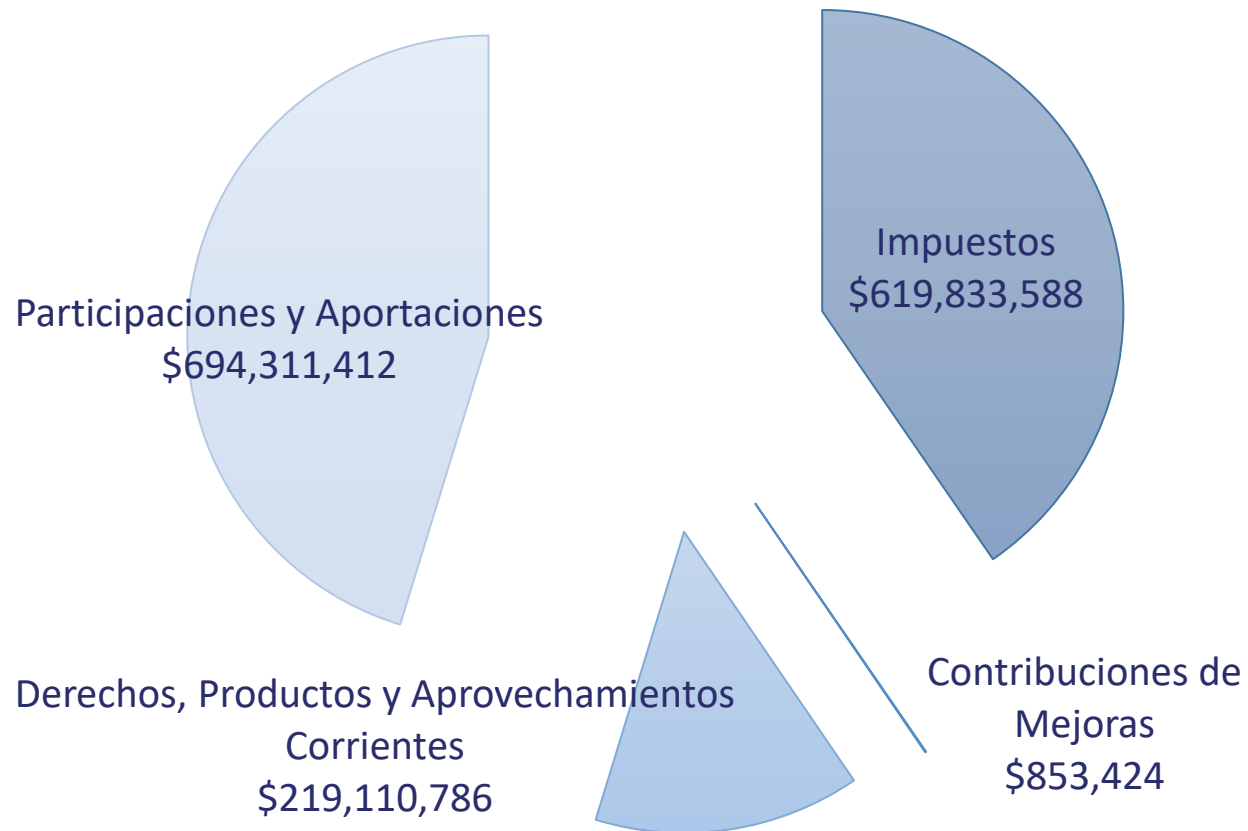 Impuestos
$619,833,588
Participaciones y Aportaciones
$694,311,412
Derechos, Productos y Aprovechamientos
Corrientes
$219,110,786
Contribuciones de
Mejoras
$853,424